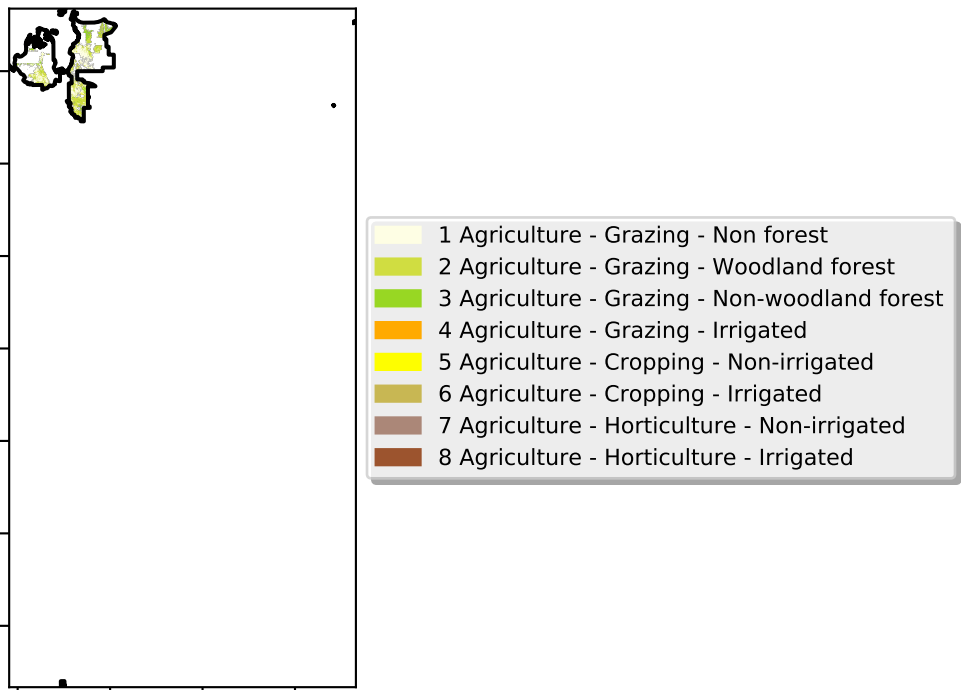 1 Agriculture - Grazing - Non forest
2 Agriculture - Grazing - Woodland forest
3 Agriculture - Grazing - Non-woodland forest
4 Agriculture - Grazing - Irrigated
5 Agriculture - Cropping - Non-irrigated
6 Agriculture - Cropping - Irrigated
7 Agriculture - Horticulture - Non-irrigated
8 Agriculture - Horticulture - Irrigated